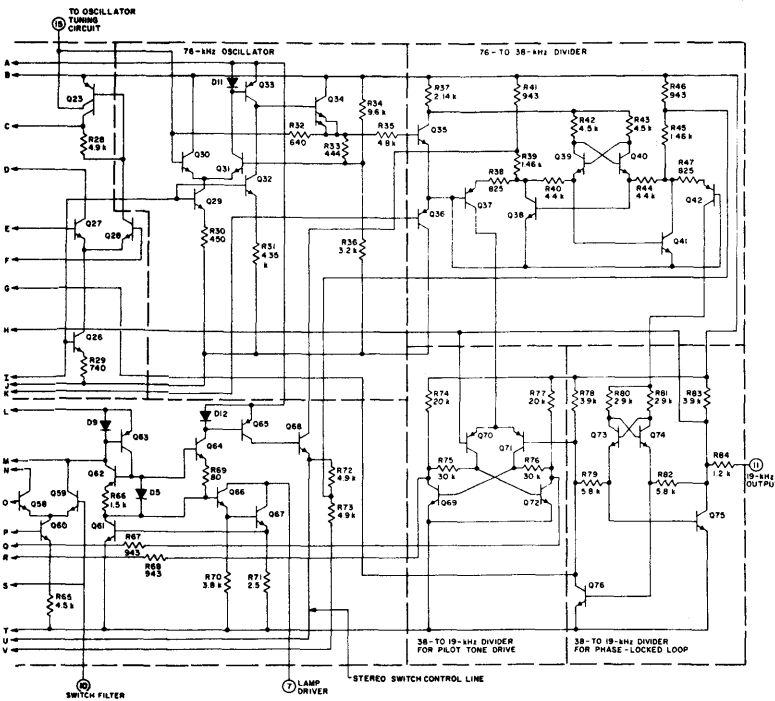 TO OSCILLATOR
TUNING
CIRCUIT
15
76-kHz OSCILLATOR
76-TO 38-kHz DIVIDER
A
B
C
D
E
F
G
H
I
J
K
L
M
N
O
P
Q
R
S
T
U
V
Q23
R28
4.9 k
Q27
Q28
Q26
R29
740
D11
Q33
Q34
R34
9.6 k
R32
640
R33
444
R35
4.8 k
Q30
Q31
Q32
Q29
R30
450
R31
4.35
k
R36
3.2 k
R37
2.14 k
R41
943
R46
943
Q35
R42
4.5 k
R43
4.5 k
R45
1.46 k
Q39
Q40
R39
1.46 k
R38
825
R47
825
Q36
Q37
R40
4.4 k
R44
4.4 k
Q42
Q38
Q41
D9
Q63
D12
Q65
Q68
Q64
Q62
R69
80
R72
4.9 k
Q58
Q59
R66
1.5 k
D5
Q66
Q67
R73
4.9 k
Q60
Q61
R67
943
R68
943
R65
4.5 k
R70
3.8 k
R71
2.5
R74
20 k
R77
20 k
R78
3.9 k
R80
2.9 k
R81
2.9 k
R83
3.9 k
Q70
Q71
Q73
Q74
R75
30 k
R76
30 k
R79
5.8 k
R82
5.8 k
R84
1.2 k
11
19-kHz
OUTPUT
Q69
Q72
Q75
Q76
38-TO 19-kHz DIVIDER
FOR PILOT TONE DRIVE
38-TO 19-kHz DIVIDER
FOR PHASE-LOCKED LOOP
10
SWITCH FILTER
7
LAMP
DRIVER
STEREO SWITCH CONTROL LINE